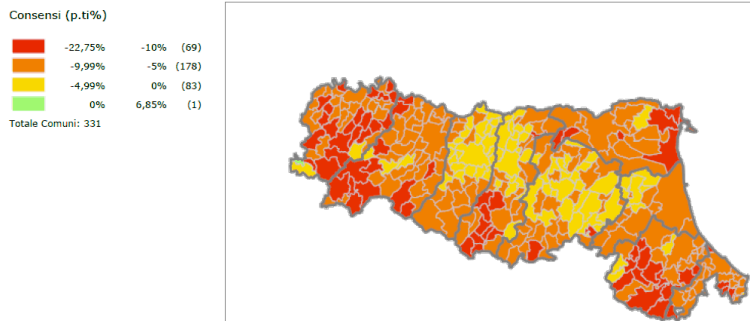 Consensi (p.ti%)
-22,75% -10% (69)
-9,99% -5% (178)
-4,99% 0% (83)
0% 6,85% (1)
Totale Comuni: 331